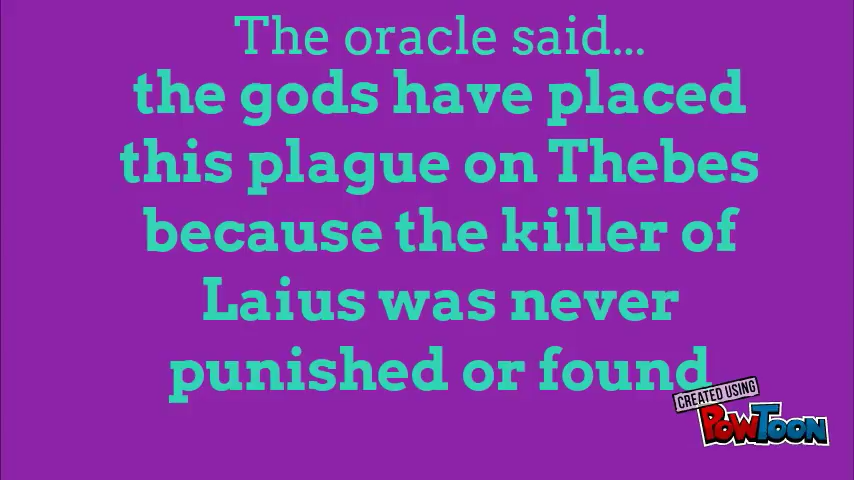 The oracle said...
the gods have placed
this plague on Thebes
because the killer of
Laius was never
punished or found
CREATED USING
POWTOON